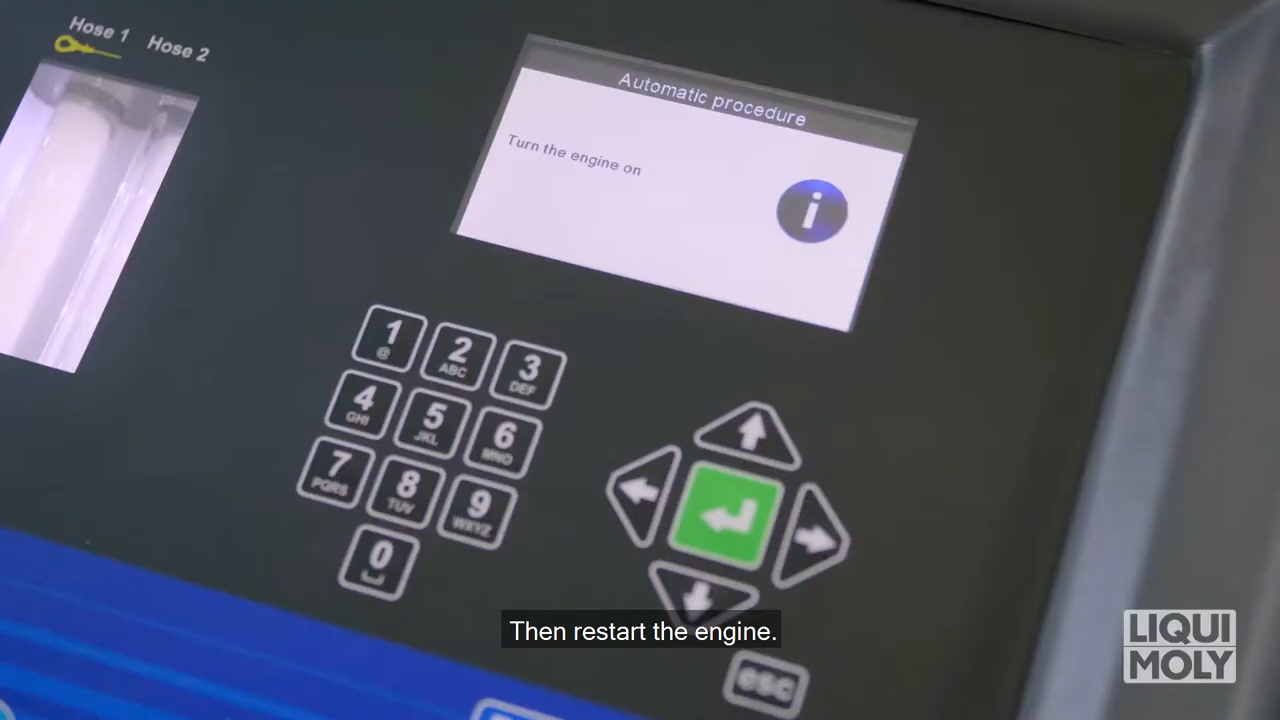 Hose 1 Hose 2
Automatic procedure
Turn the engine on
i
1 2 3
@ ABC DEF
4 5 6
GHI JKL MNO
7 8 9
PQRS TUV WXYZ
0
Then restart the engine.
esc
LIQUI
MOLY